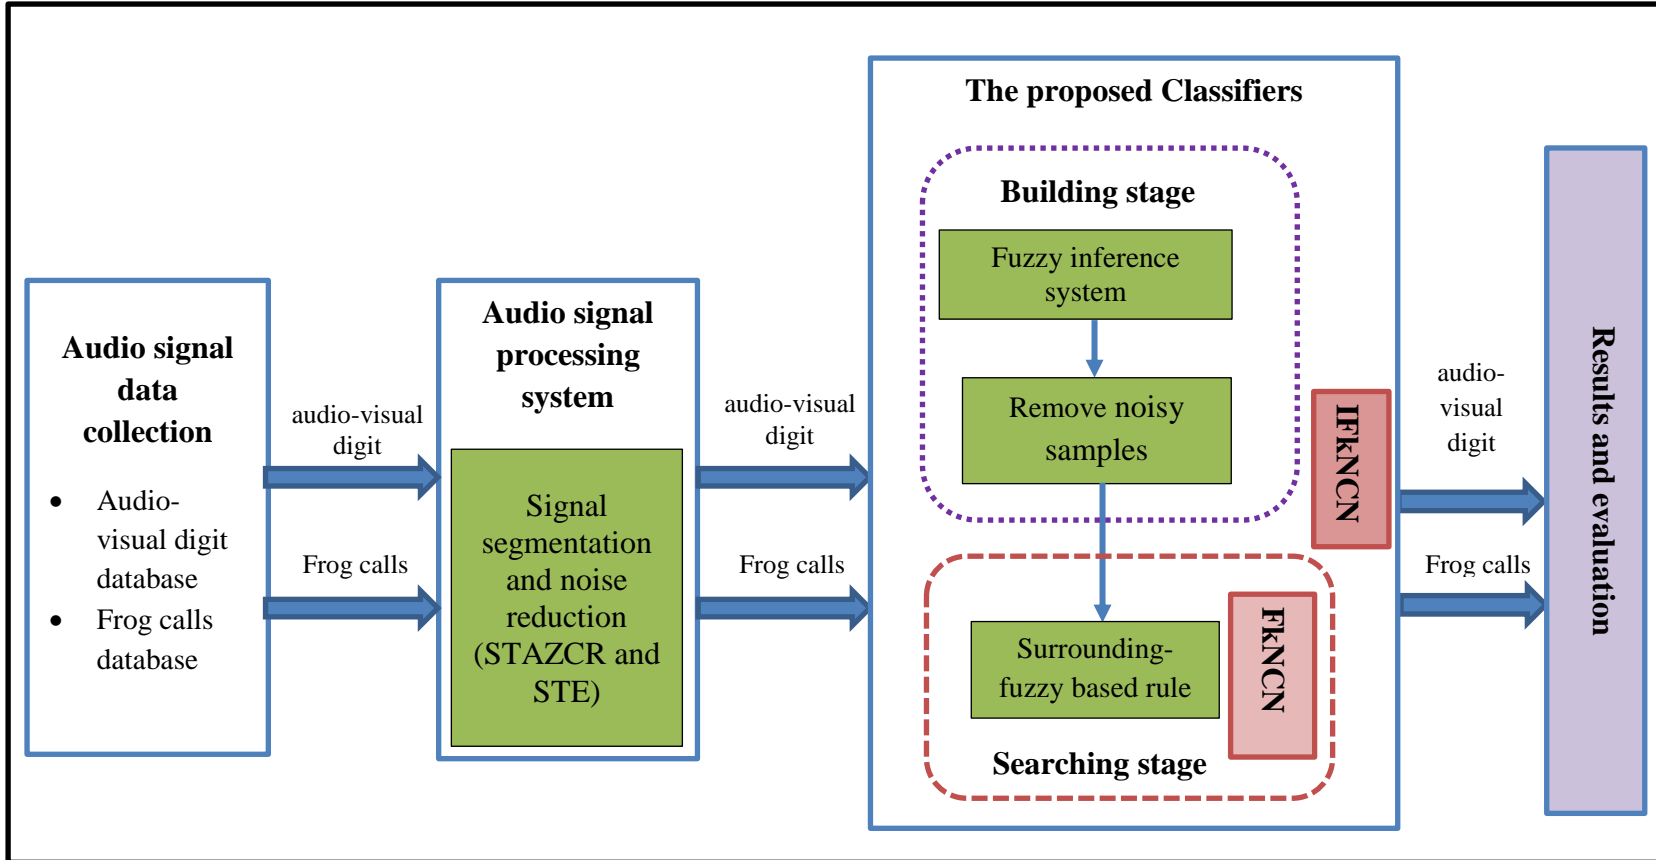 Audio signal
data
collection
• Audio-
visual digit
database
• Frog calls
database
audio-visual
digit
Frog calls
Audio signal
processing
system
Signal
segmentation
and noise
reduction
(STAZCR and
STE)
audio-visual
digit
Frog calls
The proposed Classifiers
Building stage
Fuzzy inference
system
Remove noisy
samples
IFkNCN
Surrounding-
fuzzy based rule
FkNCN
Searching stage
audio-
visual
digit
Frog calls
Results and evaluation